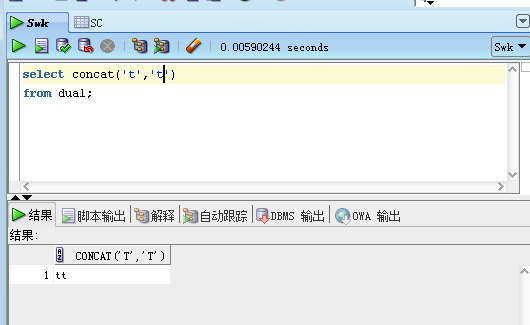 Swk SC
0.00590244 seconds Swk
select concat('t','t')
from dual;
结果 脚本输出 解释 自动跟踪 DBMS 输出 OWA 输出
结果:
A Z CONCAT('T','T')
1 tt